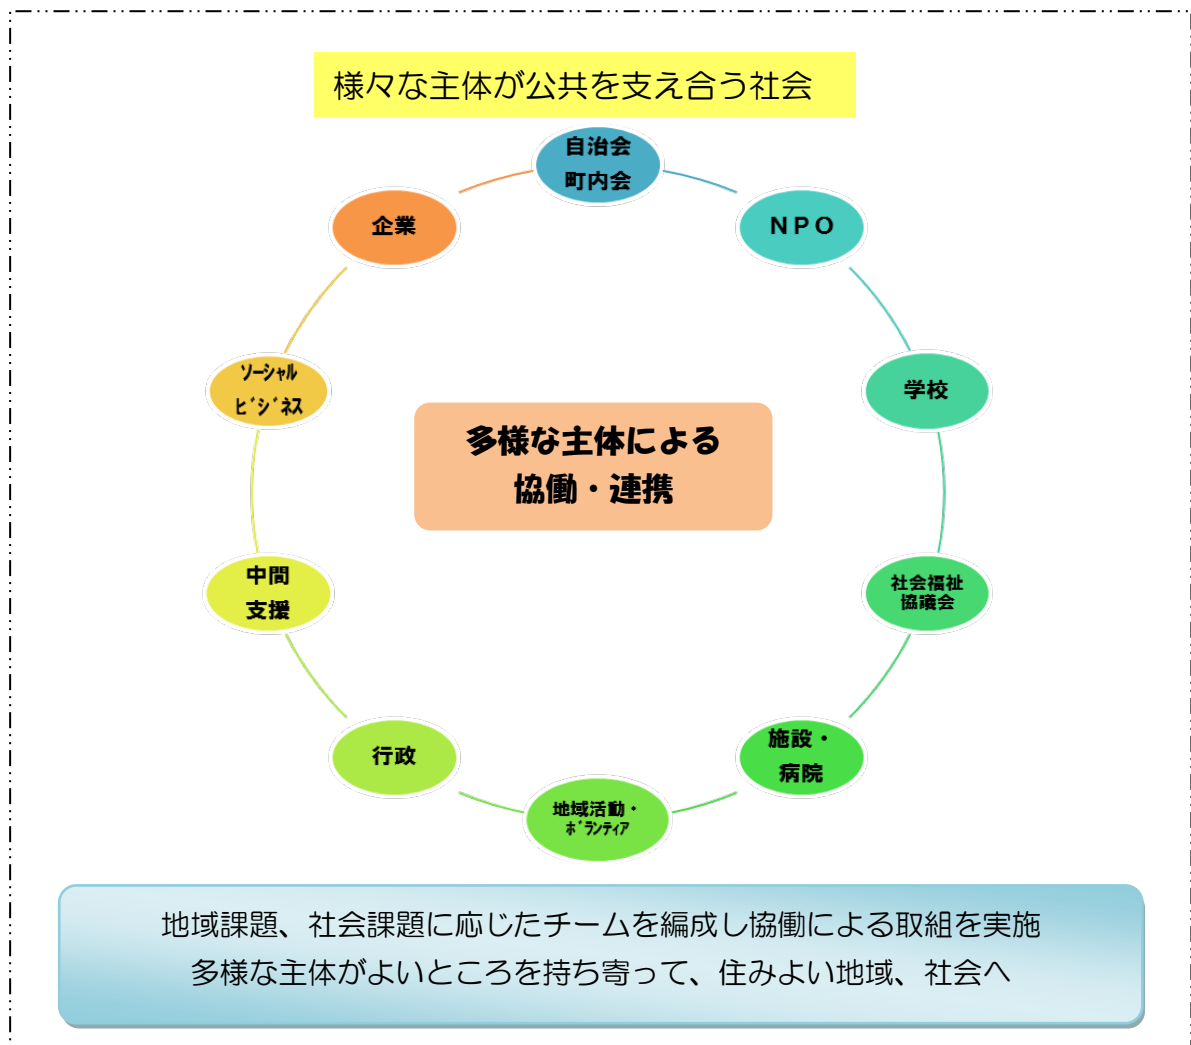 様々な主体が公共を支え合う社会
自治会
町内会
ＮＰＯ
学校
社会福祉
協議会
施設・
病院
地域活動・
ﾎﾞﾗﾝﾃｨｱ
行政
中間
支援
ｿｰｼｬﾙ
ﾋﾞｼﾞﾈｽ
企業
多様な主体による
協働・連携
地域課題、社会課題に応じたチームを編成し協働による取組を実施
多様な主体がよいところを持ち寄って、住みよい地域、社会へ